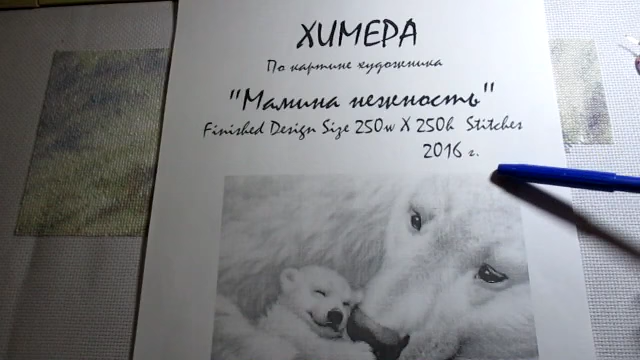 ХИМЕРА
По картине художника
"Мамина нежность"
Finished Design Size 250w X 250h Stitches
2016 г.